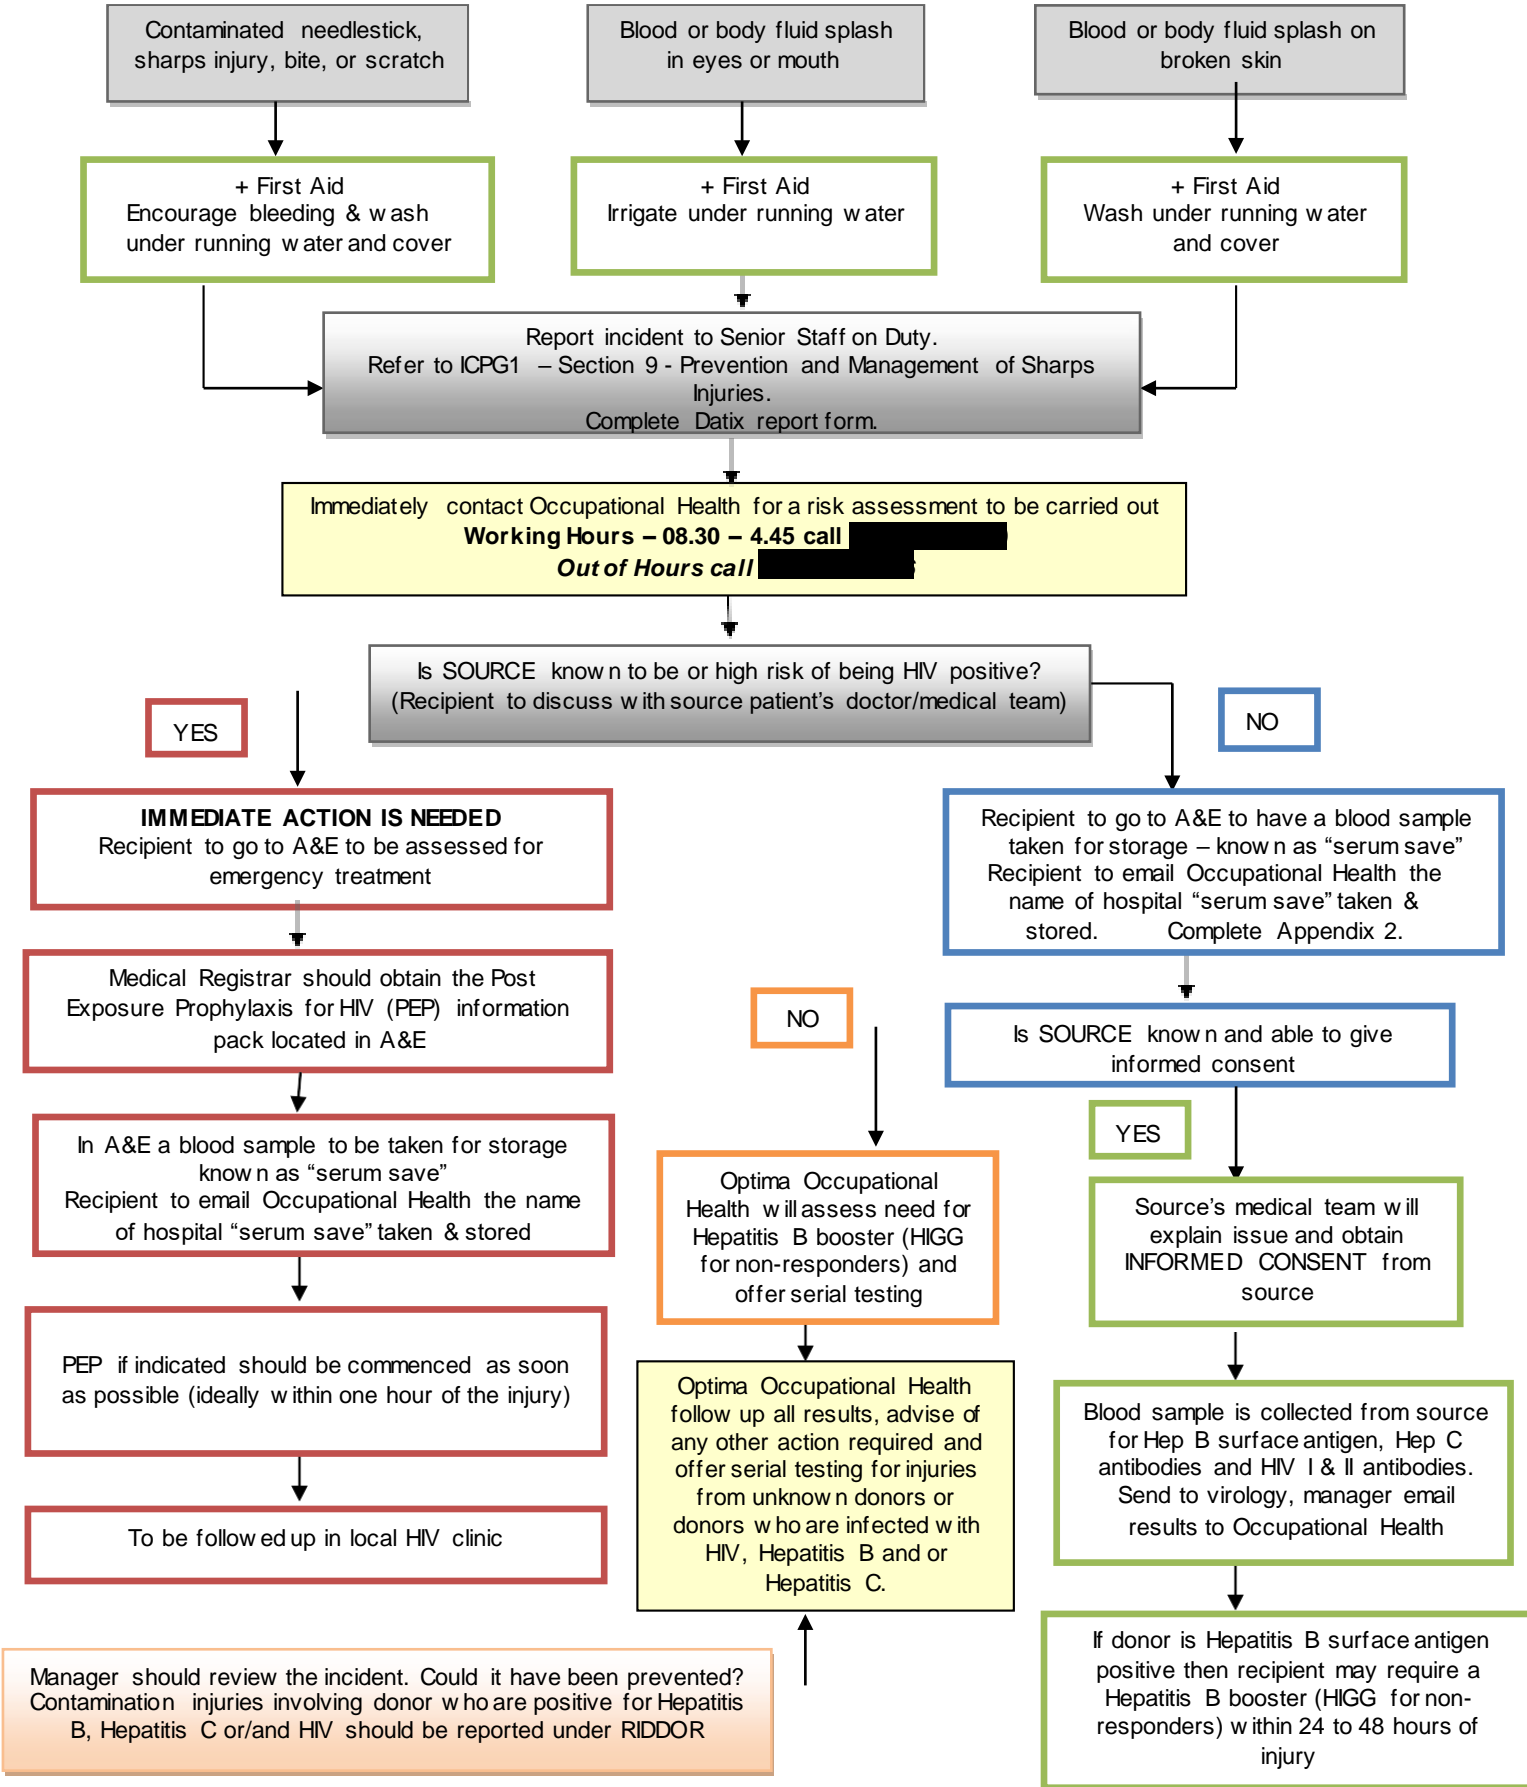 Contaminated needlestick,
sharps injury, bite, or scratch
Blood or body fluid splash
in eyes or mouth
Blood or body fluid splash on
broken skin
+ First Aid
Encourage bleeding & wash
under running water and cover
+ First Aid
Irrigate under running water
+ First Aid
Wash under running water
and cover
Report incident to Senior Staff on Duty.
Refer to ICPG1 – Section 9 - Prevention and Management of Sharps
Injuries.
Complete Datix report form.
Immediately contact Occupational Health for a risk assessment to be carried out
Working Hours – 08.30 – 4.45 call
Out of Hours call
Is SOURCE known to be or high risk of being HIV positive?
(Recipient to discuss with source patient's doctor/medical team)
YES
NO
IMMEDIATE ACTION IS NEEDED
Recipient to go to A&E to be assessed for
emergency treatment
Recipient to go to A&E to have a blood sample
taken for storage – known as “serum save”
Recipient to email Occupational Health the
name of hospital “serum save” taken &
stored. Complete Appendix 2.
Medical Registrar should obtain the Post
Exposure Prophylaxis for HIV (PEP) information
pack located in A&E
NO
Is SOURCE known and able to give
informed consent
In A&E a blood sample to be taken for storage
known as “serum save”
Recipient to email Occupational Health the name
of hospital “serum save” taken & stored
YES
Optima Occupational
Health will assess need for
Hepatitis B booster (HIGG
for non-responders) and
offer serial testing
Source's medical team will
explain issue and obtain
INFORMED CONSENT from
source
PEP if indicated should be commenced as soon
as possible (ideally within one hour of the injury)
Optima Occupational Health
follow up all results, advise of
any other action required and
offer serial testing for injuries
from unknown donors or
donors who are infected with
HIV, Hepatitis B and or
Hepatitis C.
Blood sample is collected from source
for Hep B surface antigen, Hep C
antibodies and HIV I & II antibodies.
Send to virology, manager email
results to Occupational Health
To be followed up in local HIV clinic
If donor is Hepatitis B surface antigen
positive then recipient may require a
Hepatitis B booster (HIGG for non-
responders) within 24 to 48 hours of
injury
Manager should review the incident. Could it have been prevented?
Contamination injuries involving donor who are positive for Hepatitis
B, Hepatitis C or/and HIV should be reported under RIDDOR